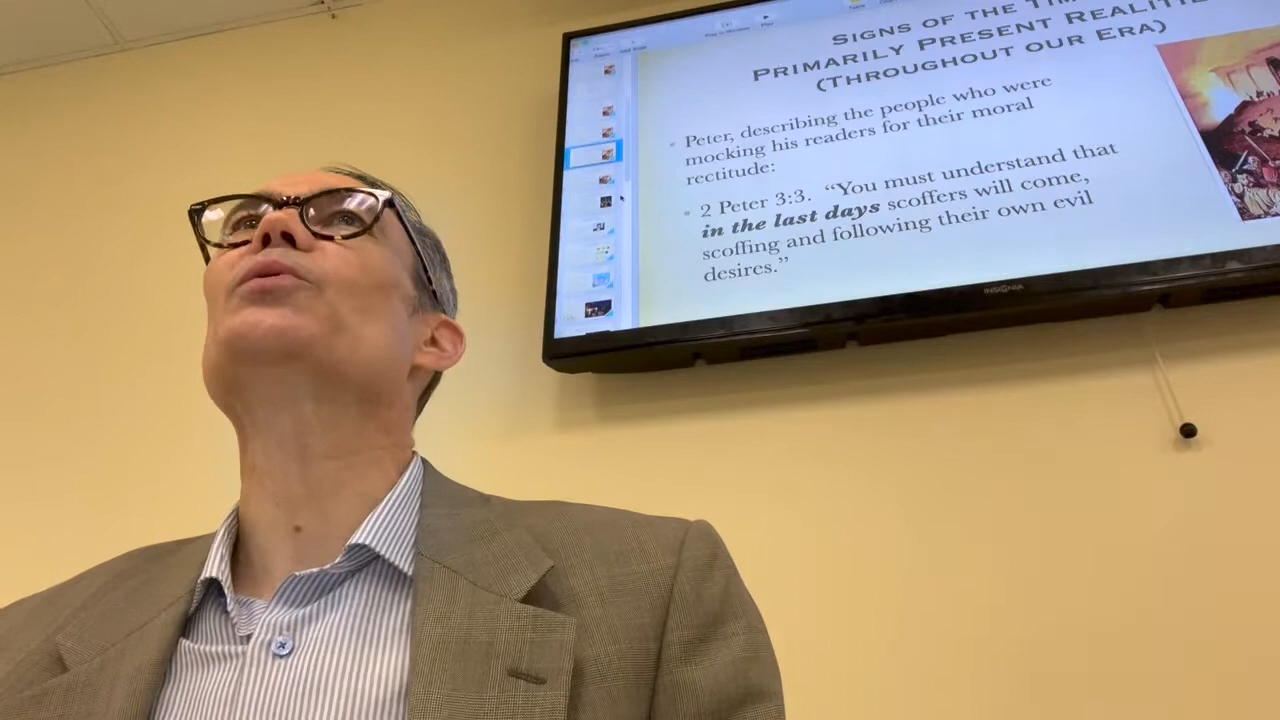 Signs of the
Primarily Present
(Throughout our Era)
Peter, describing the people who were
mocking his readers for their moral
rectitude:
2 Peter 3:3. “You must understand that
in the last days scoffers will come,
scoffing and following their own evil
desires.”
INSIGNIA